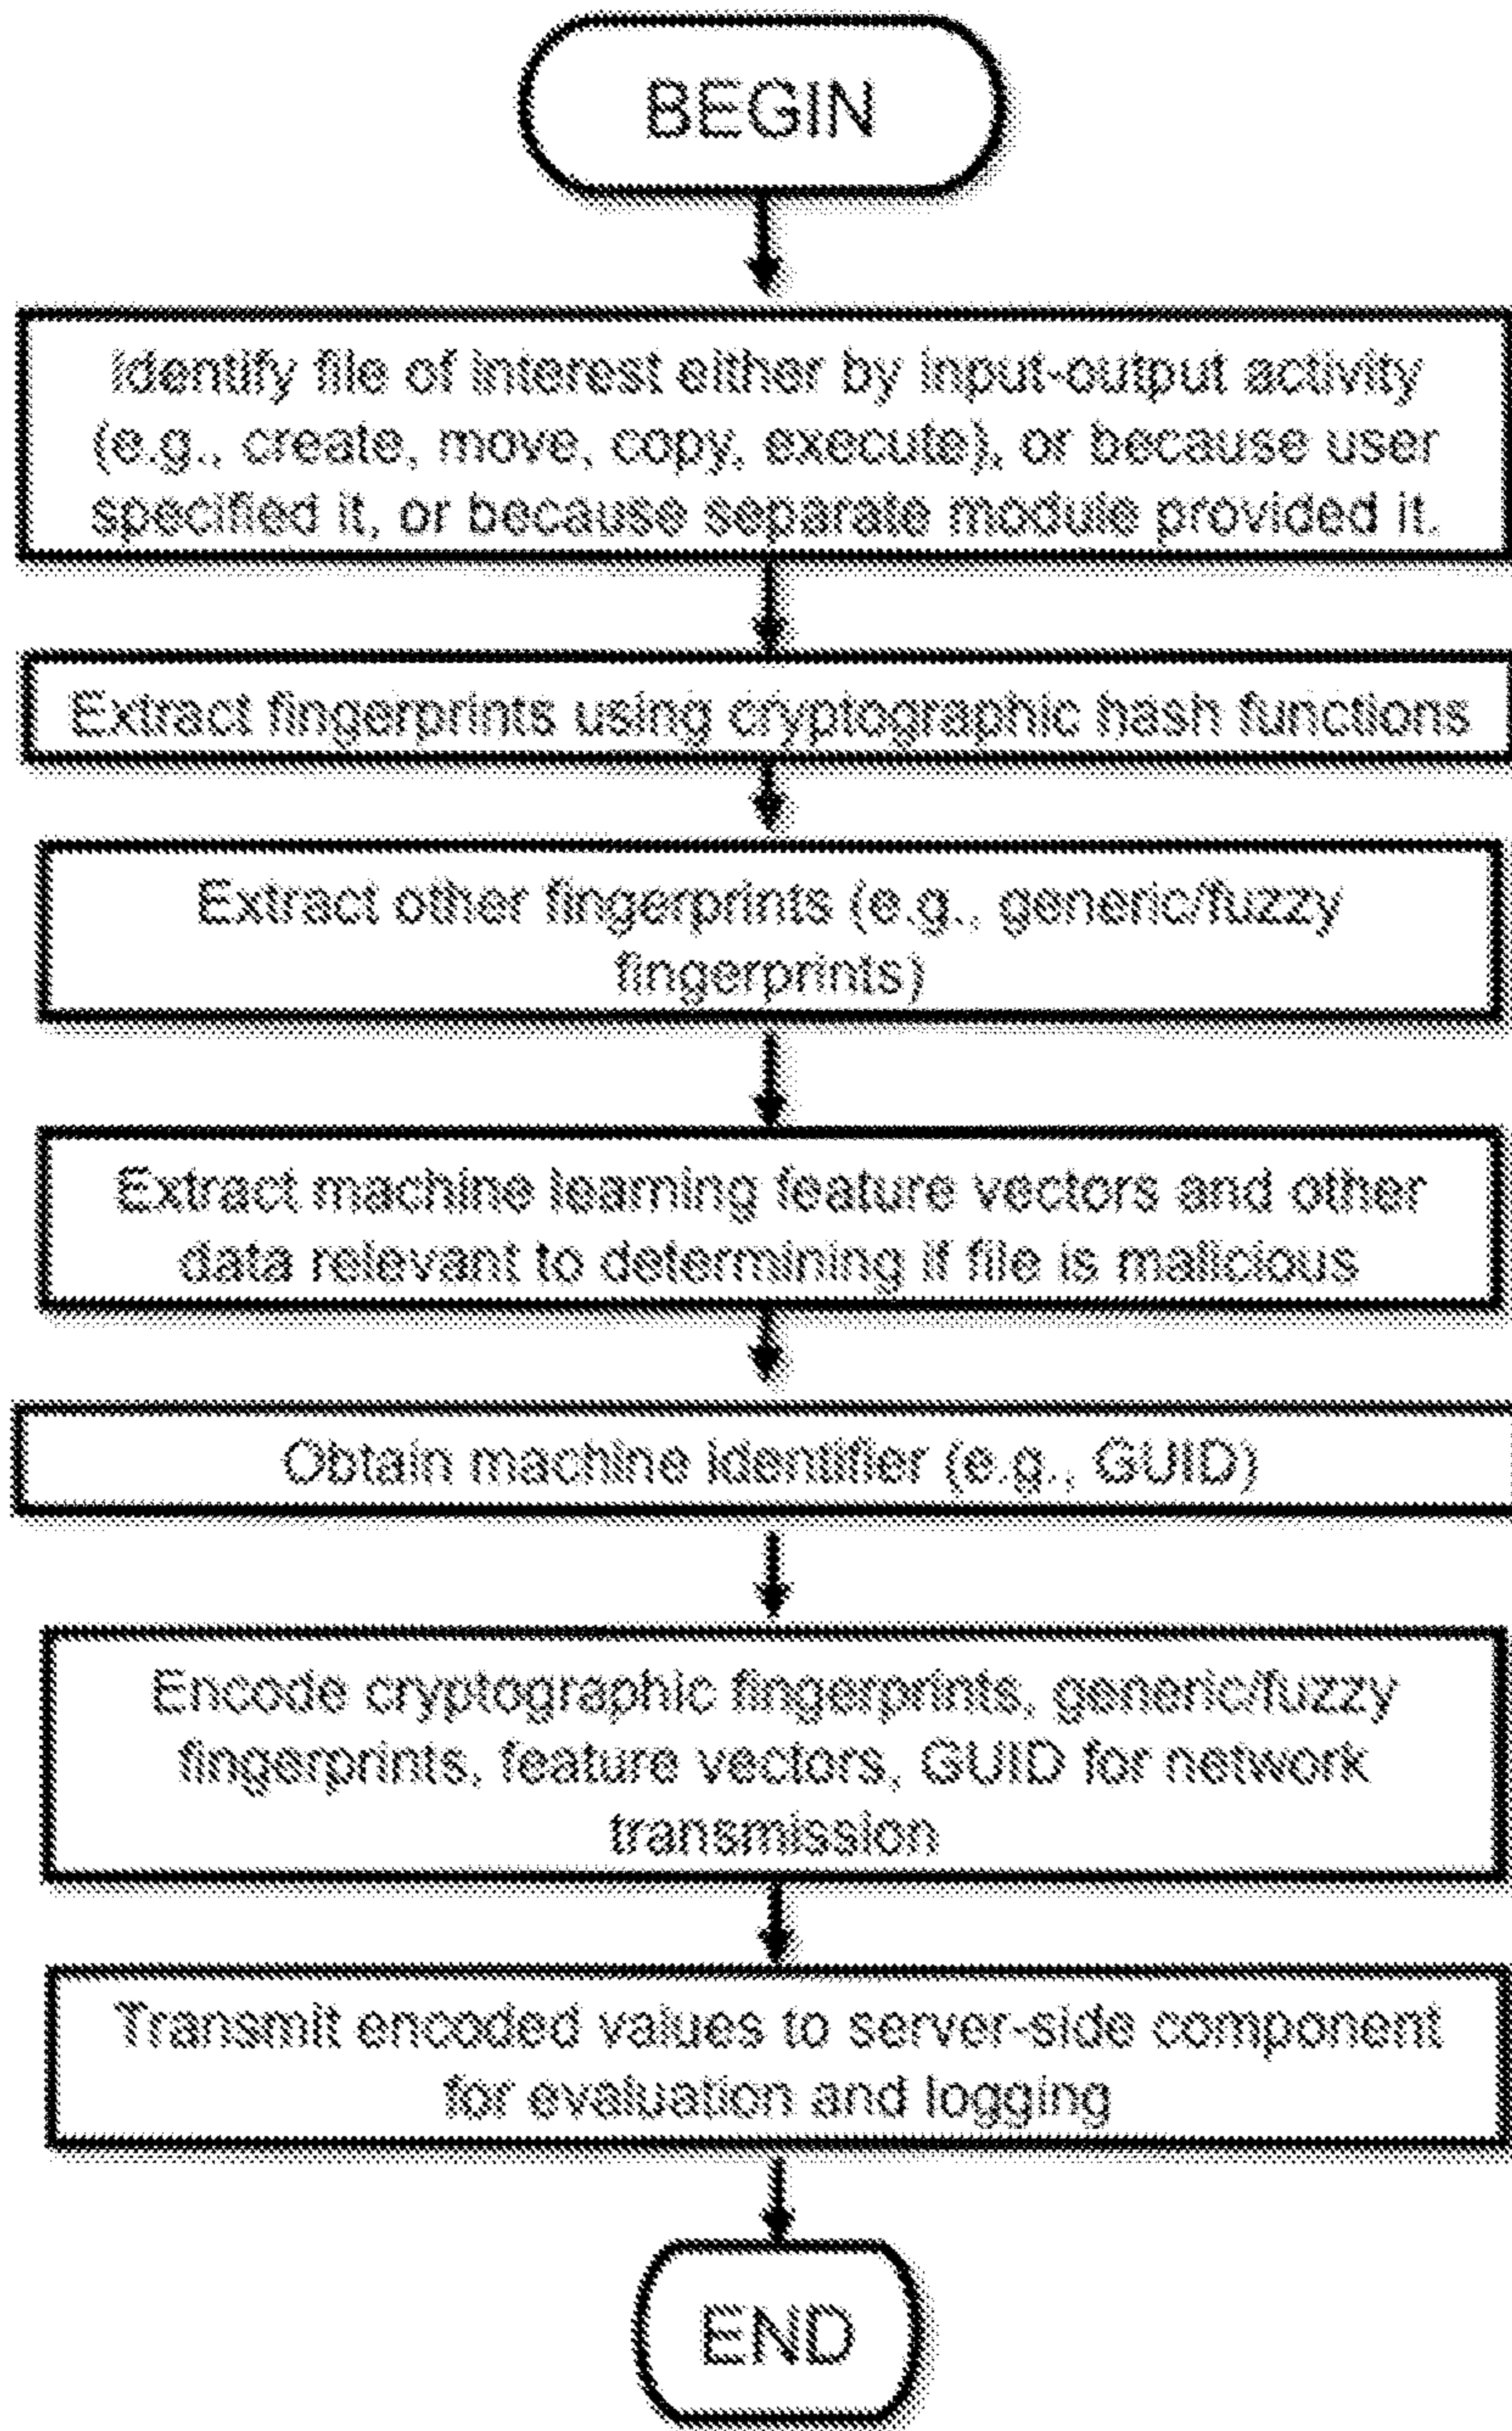 BEGIN
Identify file of interest either by input-output activity
(e.g., create, move, copy, execute), or because user
specified it, or because separate module provided it.
Extract fingerprints using cryptographic hash functions
Extract other fingerprints (e.g., generic/fuzzy
fingerprints)
Extract machine learning feature vectors and other
data relevant to determining if file is malicious
Obtain machine identifier (e.g., GUID)
Encode cryptographic fingerprints, generic/fuzzy
fingerprints, feature vectors, GUID for network
transmission
Transmit encoded values to server-side component
for evaluation and logging
END